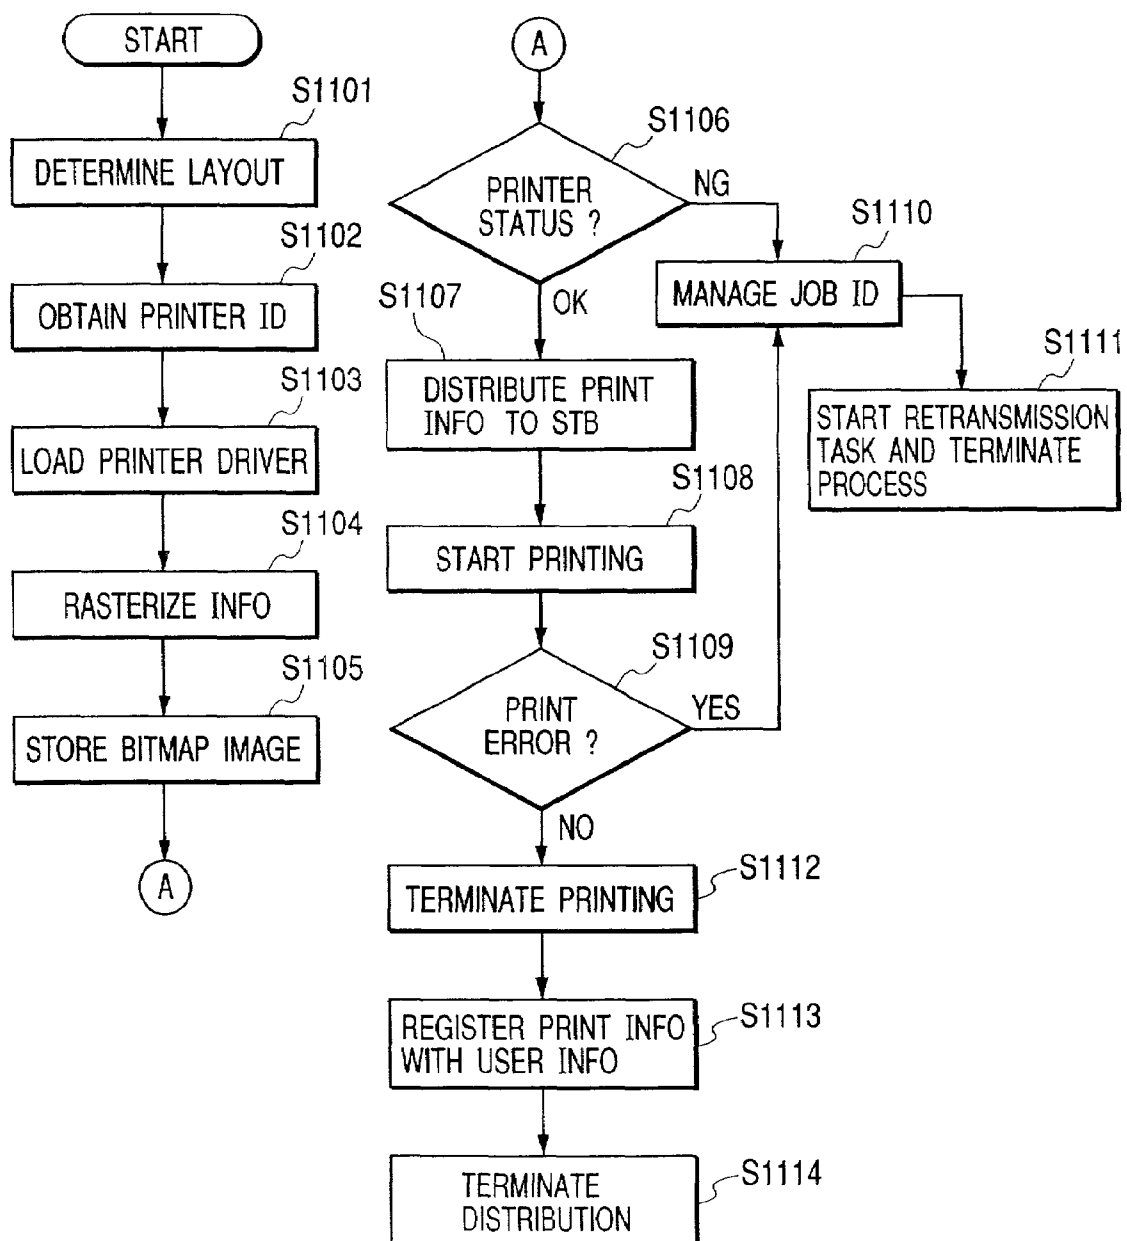 START
S1101
DETERMINE LAYOUT
S1102
OBTAIN PRINTER ID
S1103
LOAD PRINTER DRIVER
S1104
RASTERIZE INFO
S1105
STORE BITMAP IMAGE
A
A
S1106
PRINTER
STATUS ?
NG
OK
S1107
DISTRIBUTE PRINT
INFO TO STB
S1108
START PRINTING
S1109
PRINT
ERROR ?
YES
NO
S1110
MANAGE JOB ID
S1111
START RETRANSMISSION
TASK AND TERMINATE
PROCESS
S1112
TERMINATE PRINTING
S1113
REGISTER PRINT INFO
WITH USER INFO
S1114
TERMINATE
DISTRIBUTION